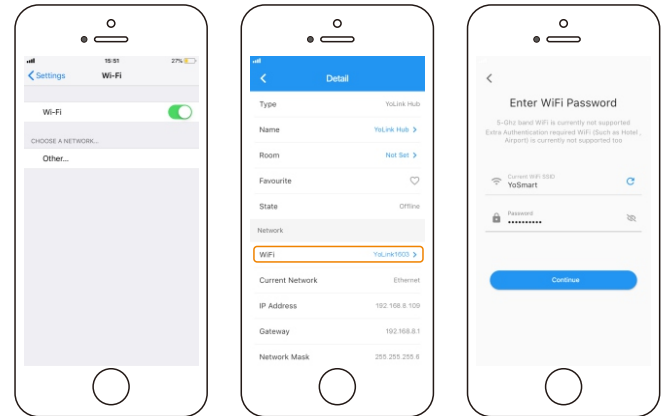 15:51
27%
Settings
Wi-Fi
Wi-Fi
CHOOSE A NETWORK...
Other...
Detail
Type YoLink Hub
Name YoLink Hub >
Room Not Set >
Favourite
State Offline
Network
WiFi YoLink1603 >
Current Network Ethernet
IP Address 192.168.8.109
Gateway 192.168.8.1
Network Mask 255.255.255.0
Enter WiFi Password
5-Ghz band WiFi is currently not supported
Extra Authentication required WiFi (Such as Hotel ,
Airport) is currently not supported too
Current WiFi SSID
YoSmart
Password
••••••••••
Continue